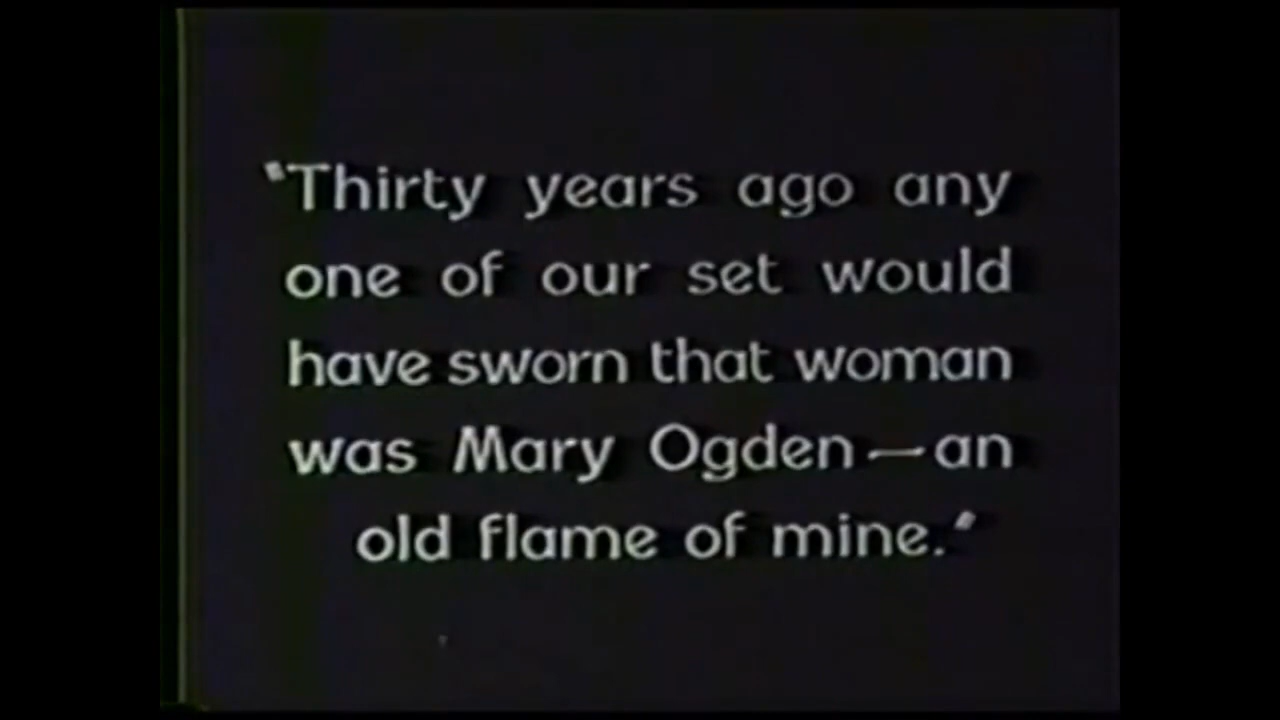 "Thirty years ago any
one of our set would
have sworn that woman
was Mary Ogden—an
old flame of mine."